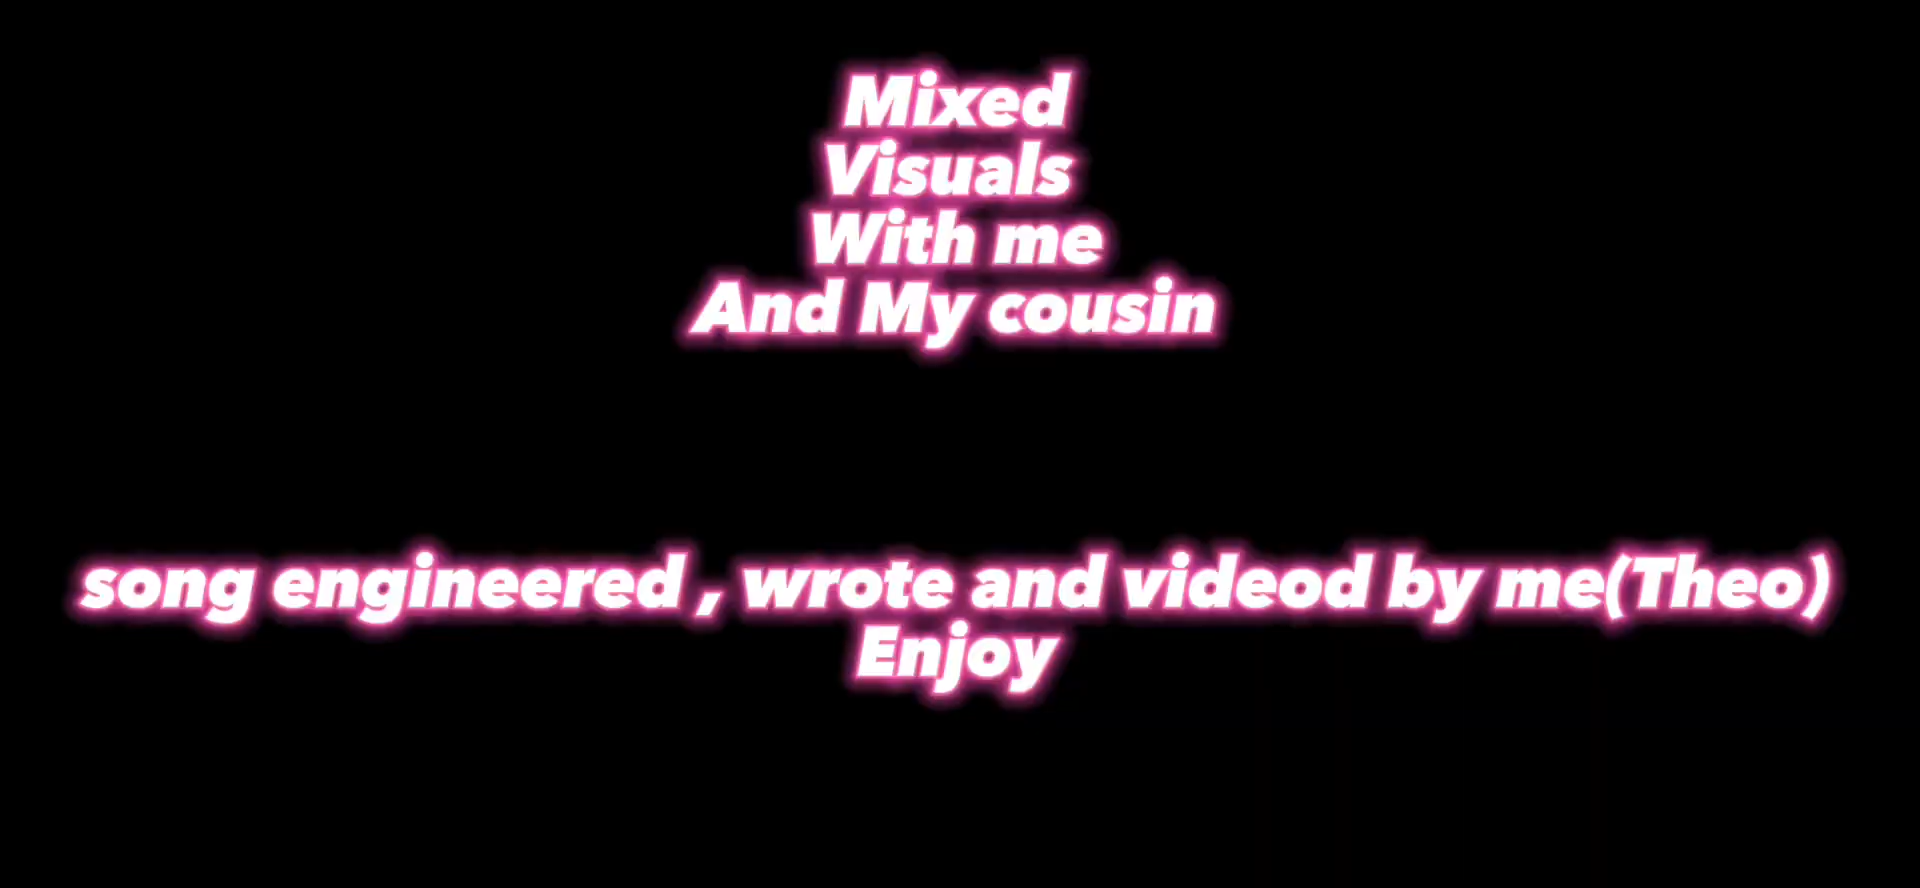 Mixed
Visuals
With me
And My cousin
song engineered , wrote and videod by me(Theo)
Enjoy